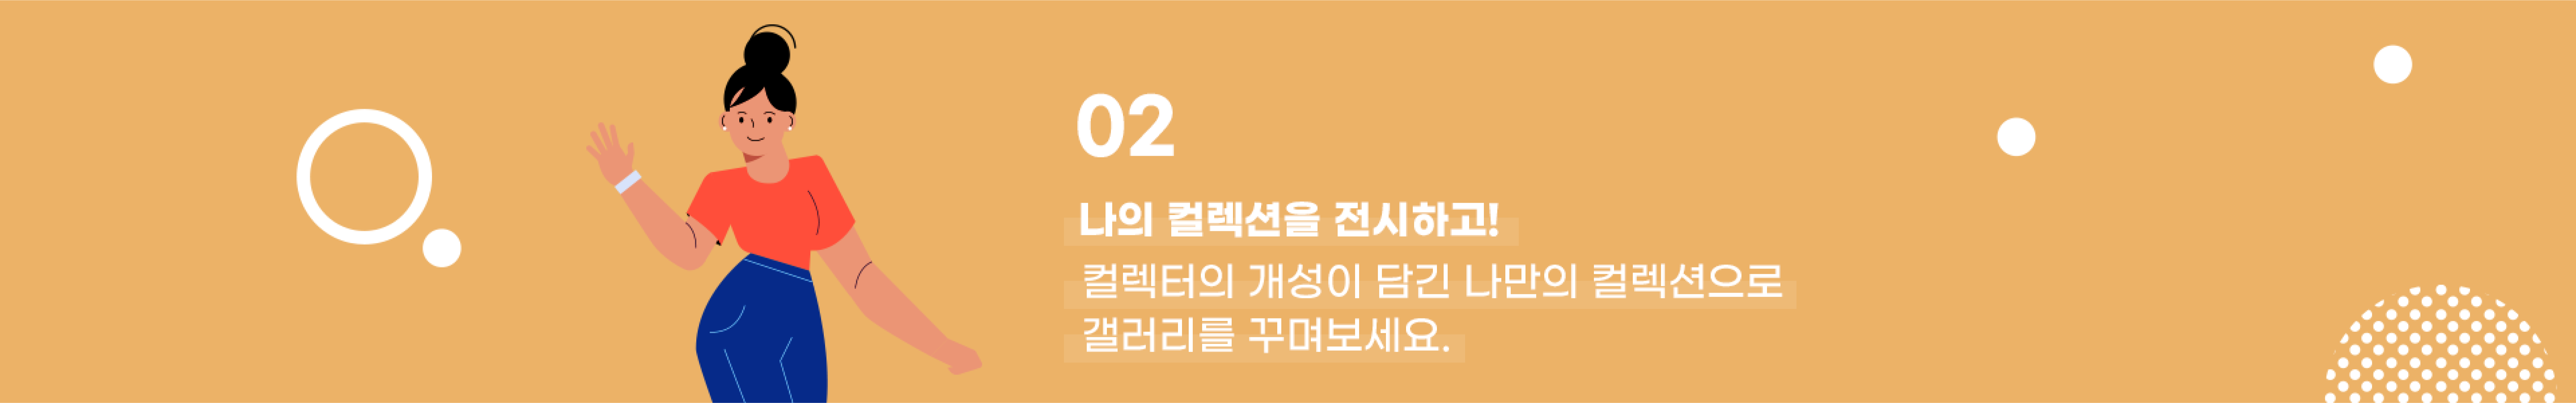 02
나의 컬렉션을 전시하고!
컬렉터의 개성이 담긴 나만의 컬렉션으로
갤러리를 꾸며보세요.